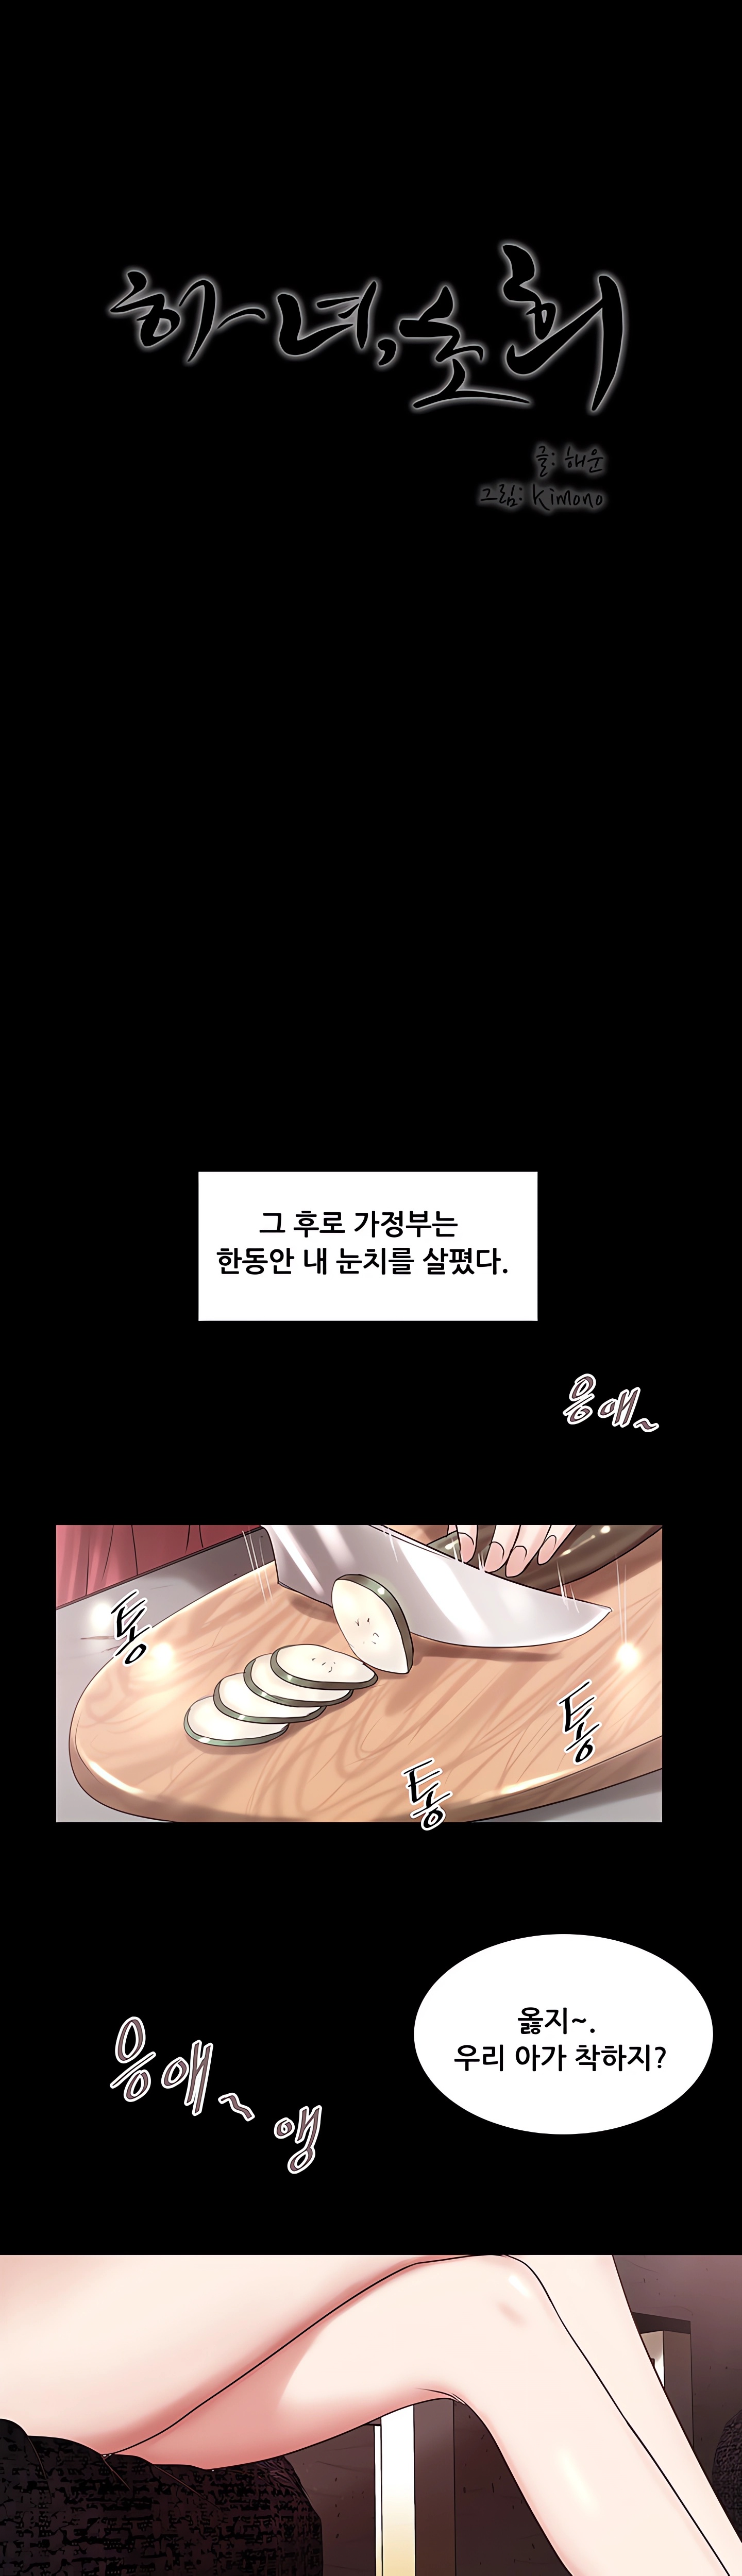 하녀, 소희
글: 해운
그림: Kimono
그 후로 가정부는
한동안 내 눈치를 살폈다.
응애~
통
통
통
옳지~.
우리 아가 착하지?
응애~앵